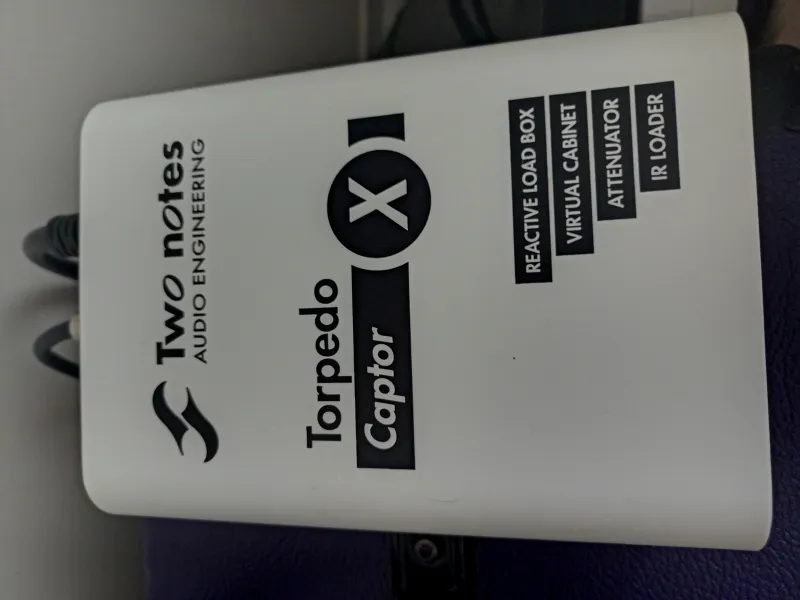 Two notes
AUDIO ENGINEERING
Torpedo
Captor X
REACTIVE LOAD BOX
VIRTUAL CABINET
ATTENUATOR
IR LOADER